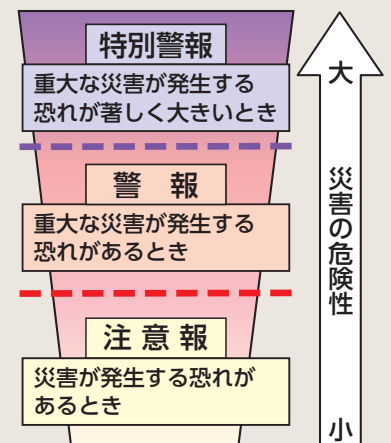 特別警報
重大な災害が発生する
恐れが著しく大きいとき
警 報
重大な災害が発生する
恐れがあるとき
注意報
災害が発生する恐れが
あるとき
大
災害の危険性
小